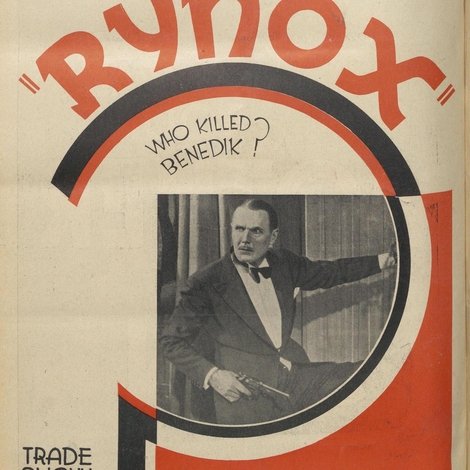 "RYNOX"
WHO KILLED
BENEDIK?
TRADE